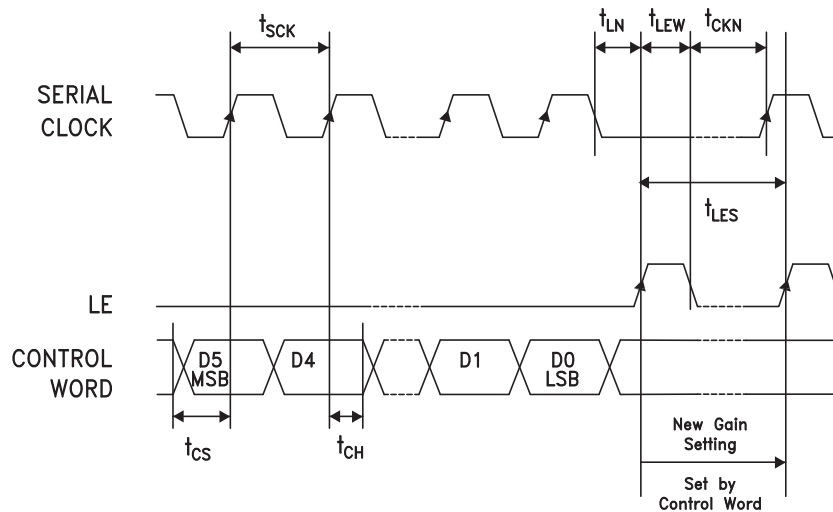 tSCK
tLN
tLEW
tCKN
SERIAL
CLOCK
tLES
LE
CONTROL
WORD
D5
MSB
D4
D1
D0
LSB
tCS
tCH
New Gain
Setting
Set by
Control Word